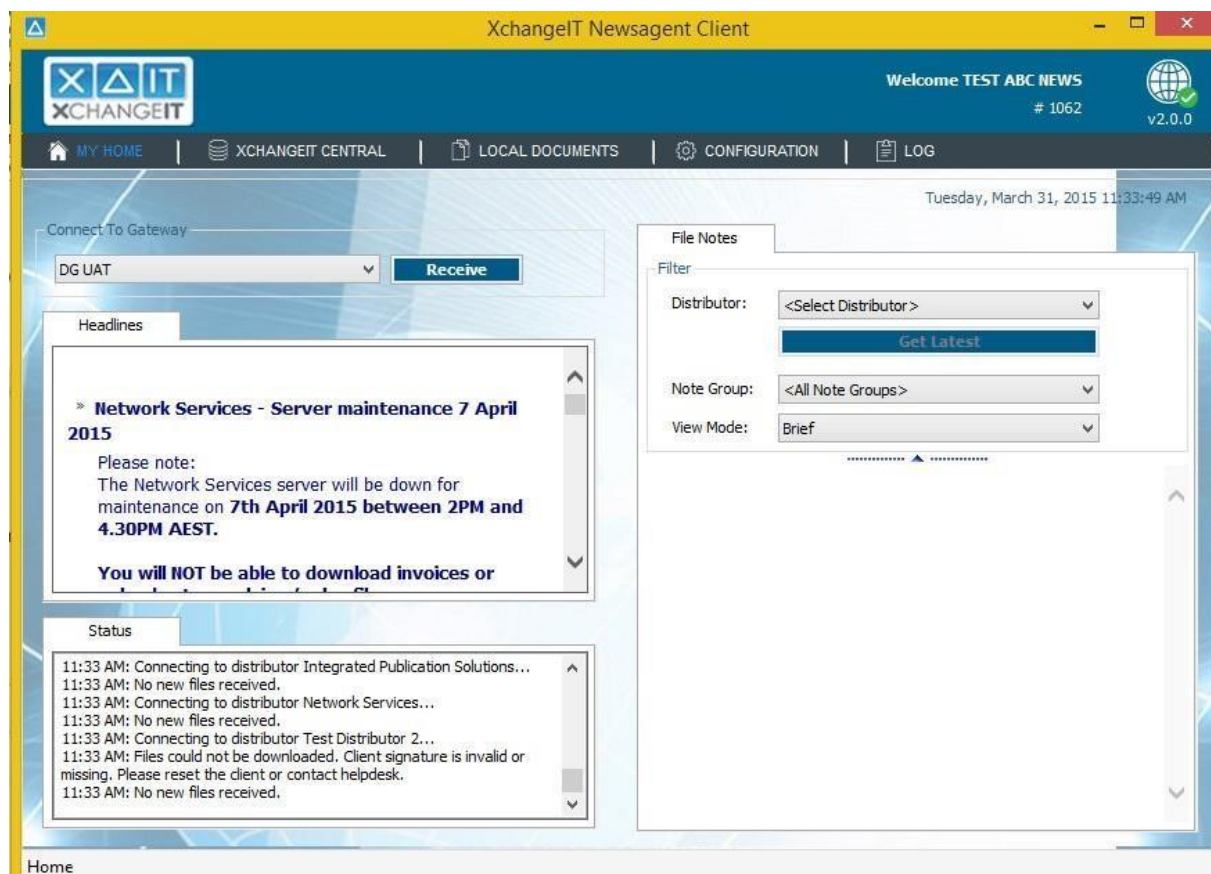 XchangeIT Newsagent Client
X IT
XCHANGEIT
Welcome TEST ABC NEWS
# 1062
v2.0.0
MY HOME | XCHANGEIT CENTRAL | LOCAL DOCUMENTS | CONFIGURATION | LOG
Tuesday, March 31, 2015 11:33:49 AM
Connect To Gateway
DG UAT
Receive
Headlines
» Network Services - Server maintenance 7 April
2015
Please note:
The Network Services server will be down for
maintenance on 7th April 2015 between 2PM and
4.30PM AEST.
You will NOT be able to download invoices or
Status
11:33 AM: Connecting to distributor Integrated Publication Solutions...
11:33 AM: No new files received.
11:33 AM: Connecting to distributor Network Services...
11:33 AM: No new files received.
11:33 AM: Connecting to distributor Test Distributor 2...
11:33 AM: Files could not be downloaded. Client signature is invalid or
missing. Please reset the client or contact helpdesk.
11:33 AM: No new files received.
File Notes
Filter
Distributor: <Select Distributor>
Get Latest
Note Group: <All Note Groups>
View Mode: Brief
Home